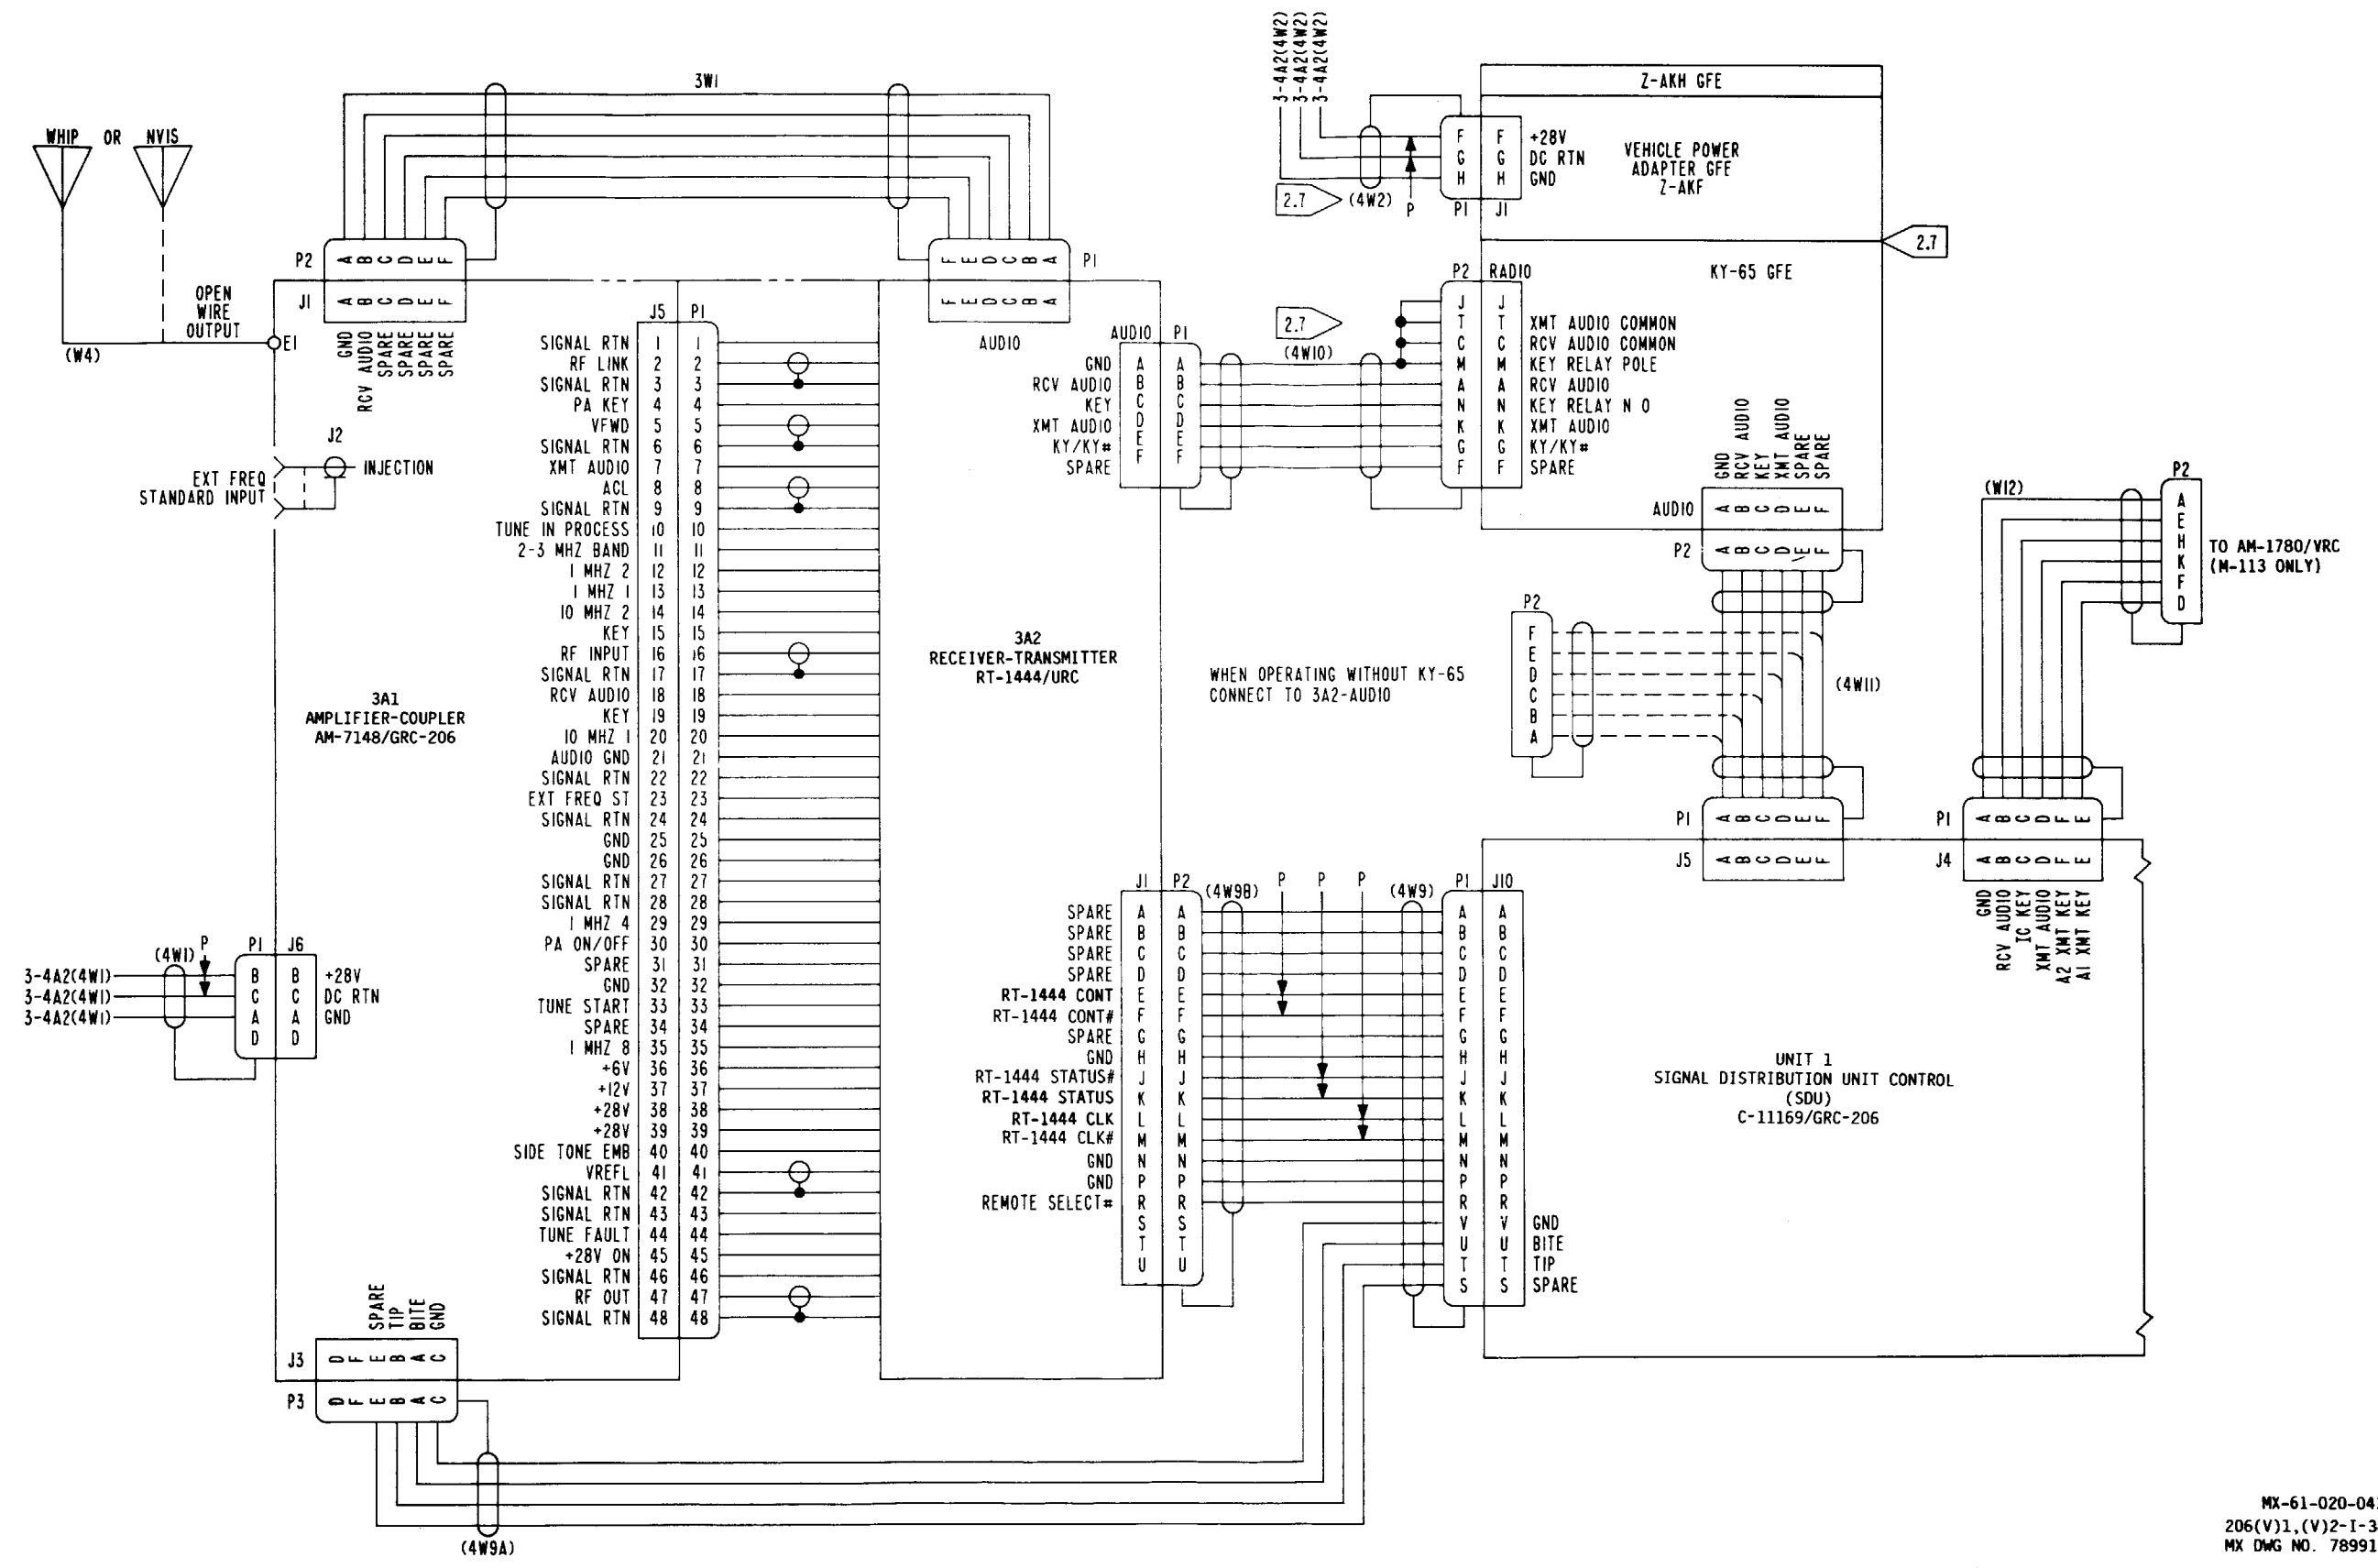 3W1
WHIP OR NVIS
(W4)
OPEN
WIRE
OUTPUT
E1
P2
A B C D E F
J1
A B C D E F
GND
RCV AUDIO
SPARE
SPARE
SPARE
SPARE
F E D C B A
P1
F E D C B A
AUDIO
J2
INJECTION
EXT FREQ
STANDARD INPUT
3A1
AMPLIFIER-COUPLER
AM-7148/GRC-206
J5 P1
SIGNAL RTN 1 1
RF LINK 2 2
SIGNAL RTN 3 3
PA KEY 4 4
VFWD 5 5
SIGNAL RTN 6 6
XMT AUDIO 7 7
ACL 8 8
SIGNAL RTN 9 9
TUNE IN PROCESS 10 10
2-3 MHZ BAND 11 11
1 MHZ 2 12 12
1 MHZ 1 13 13
10 MHZ 2 14 14
KEY 15 15
RF INPUT 16 16
SIGNAL RTN 17 17
RCV AUDIO 18 18
KEY 19 19
10 MHZ 1 20 20
AUDIO GND 21 21
SIGNAL RTN 22 22
EXT FREQ ST 23 23
SIGNAL RTN 24 24
GND 25 25
GND 26 26
SIGNAL RTN 27 27
SIGNAL RTN 28 28
1 MHZ 4 29 29
PA ON/OFF 30 30
SPARE 31 31
GND 32 32
TUNE START 33 33
SPARE 34 34
1 MHZ 8 35 35
+6V 36 36
+12V 37 37
+28V 38 38
+28V 39 39
SIDE TONE EMB 40 40
VREFL 41 41
SIGNAL RTN 42 42
SIGNAL RTN 43 43
TUNE FAULT 44 44
+28V ON 45 45
SIGNAL RTN 46 46
RF OUT 47 47
SIGNAL RTN 48 48
(4W1) P P1 J6
3-4A2(4W1) B B +28V
3-4A2(4W1) C C DC RTN
3-4A2(4W1) A A GND
D D
SPARE
TIP
BITE
GND
J3 D F E B A C
P3 D F E B A C
(4W9A)
3A2
RECEIVER-TRANSMITTER
RT-1444/URC
AUDIO P1
GND A A
RCV AUDIO B B
KEY C C
XMT AUDIO D D
KY/KY# E E
SPARE F F
3-4A2(4W2)
3-4A2(4W2)
3-4A2(4W2)
Z-AKH GFE
F F +28V
G G DC RTN
H H GND
P1 J1
2.7
(4W2)
P
VEHICLE POWER
ADAPTER GFE
Z-AKF
2.7
KY-65 GFE
2.7
(4W10)
P2 RADIO
J J
T T XMT AUDIO COMMON
C C RCV AUDIO COMMON
M M KEY RELAY POLE
A A RCV AUDIO
N N KEY RELAY N O
K K XMT AUDIO
G G KY/KY#
F F SPARE
GND
RCV AUDIO
KEY
XMT AUDIO
SPARE
SPARE
AUDIO A B C D E F
P2 A B C D E F
P2
F
E
D
C
B
A
WHEN OPERATING WITHOUT KY-65
CONNECT TO 3A2-AUDIO
(4W11)
P1 A B C D E F
J5 A B C D E F
(W12)
P2
A
E
H
K
F
D
TO AM-1780/VRC
(M-113 ONLY)
P1 A B C D F E
J4 A B C D F E
GND
RCV AUDIO
IC KEY
XMT AUDIO
A2 XMT KEY
A1 XMT KEY
J1 P2 (4W9B) P P P (4W9) P1 J10
SPARE A A A A
SPARE B B B B
SPARE C C C C
SPARE D D D D
RT-1444 CONT E E E E
RT-1444 CONT# F F F F
SPARE G G G G
GND H H H H
RT-1444 STATUS# J J J J
RT-1444 STATUS K K K K
RT-1444 CLK L L L L
RT-1444 CLK# M M M M
GND N N N N
GND P P P P
REMOTE SELECT# R R R R
S S V V GND
T T U U BITE
U U T T TIP
S S SPARE
UNIT 1
SIGNAL DISTRIBUTION UNIT CONTROL
(SDU)
C-11169/GRC-206
MX-61-020-04
206(V)1,(V)2-I-3
MX DWG NO. 78991